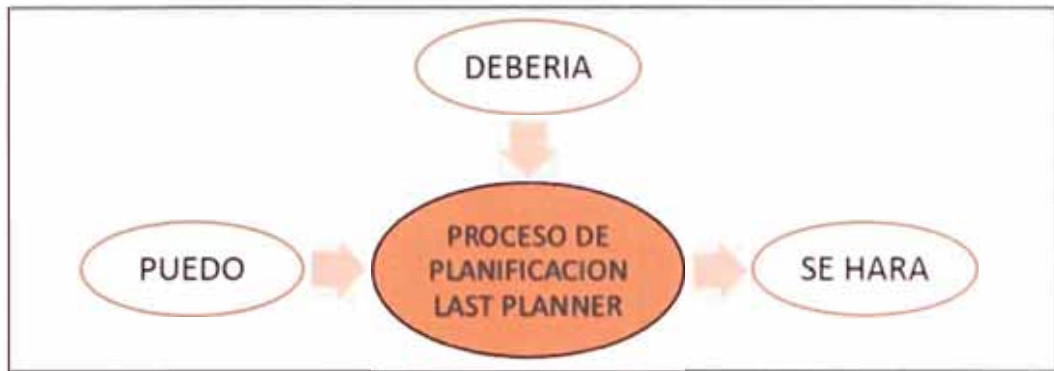 DEBERIA
PUEDO
PROCESO DE
PLANIFICACION
LAST PLANNER
SE HARA